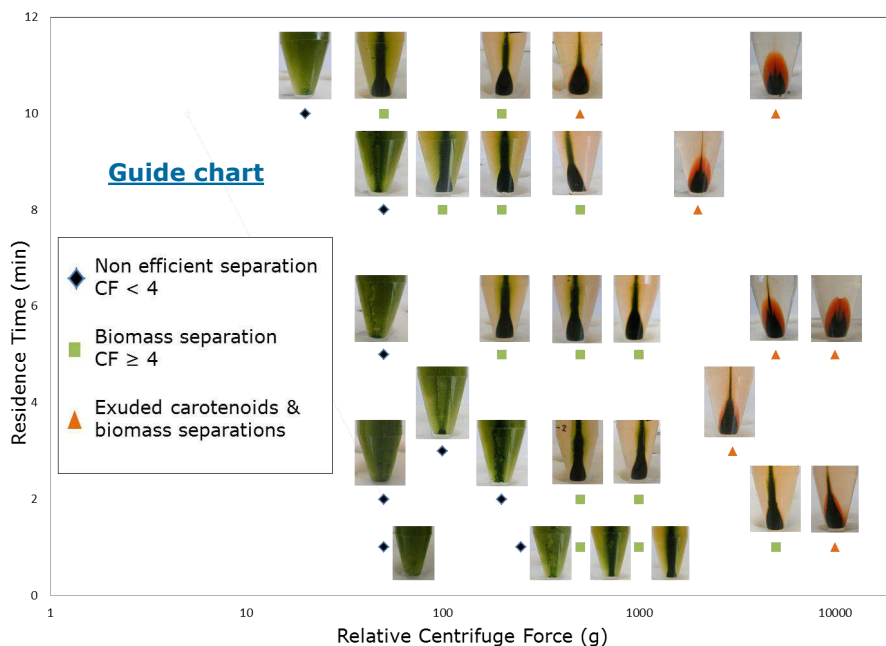 12
10
8
6
4
2
0
Residence Time (min)
Guide chart
Non efficient separation
CF < 4
Biomass separation
CF ≥ 4
Exuded carotenoids &
biomass separations
-2
1
10
100
1000
10000
Relative Centrifuge Force (g)